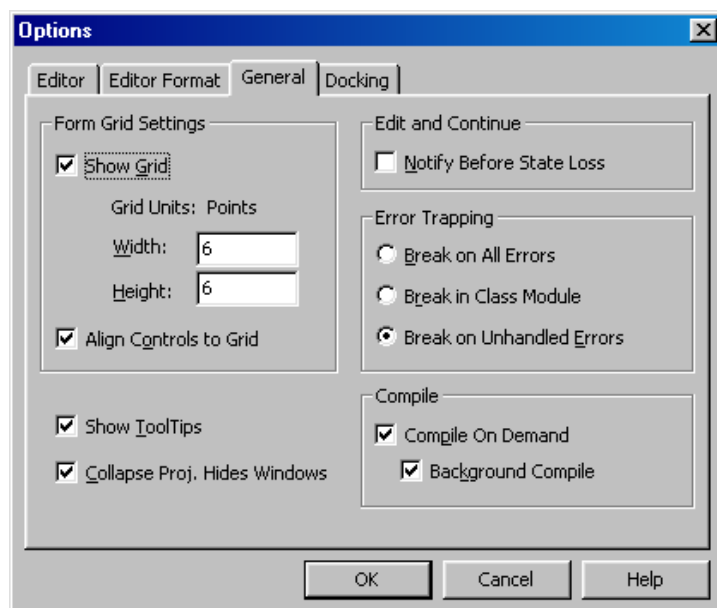 Options
Editor
Editor Format
General
Docking
Form Grid Settings
Show Grid
Grid Units: Points
Width: 6
Height: 6
Align Controls to Grid
Show ToolTips
Collapse Proj. Hides Windows
Edit and Continue
Notify Before State Loss
Error Trapping
Break on All Errors
Break in Class Module
Break on Unhandled Errors
Compile
Compile On Demand
Background Compile
OK
Cancel
Help